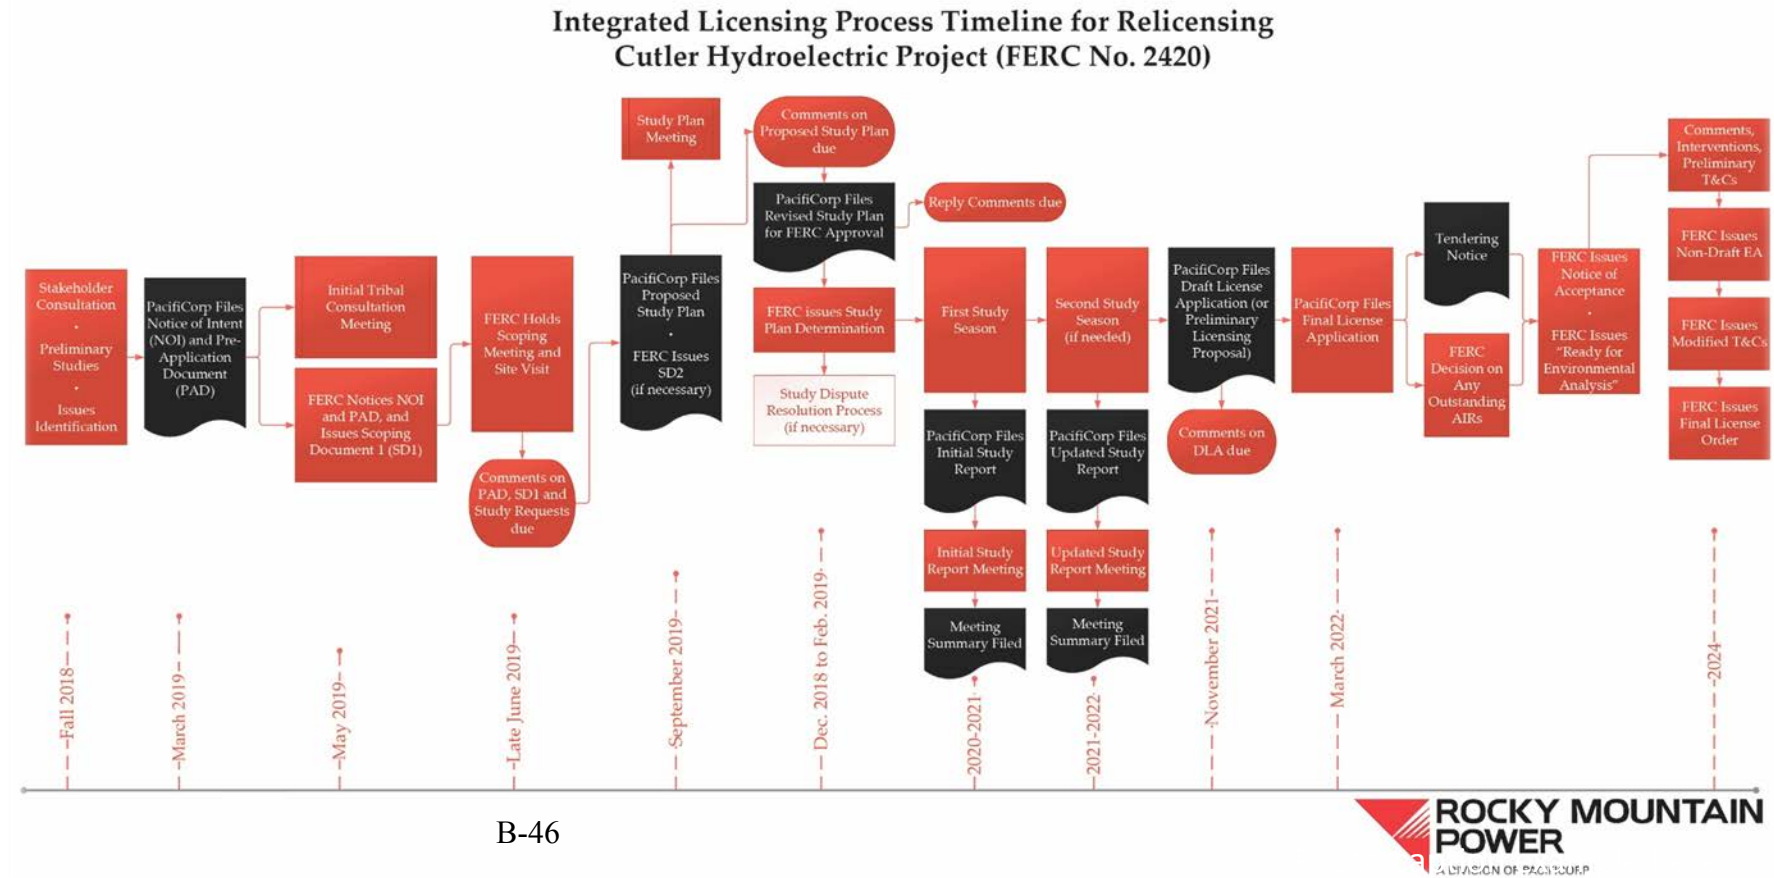 Integrated Licensing Process Timeline for Relicensing
Cutler Hydroelectric Project (FERC No. 2420)
Stakeholder
Consultation
·
Preliminary
Studies
·
Issues
Identification
PacifiCorp Files
Notice of Intent
(NOI) and Pre-
Application
Document
(PAD)
Initial Tribal
Consultation
Meeting
FERC Notices NOI
and PAD, and
Issues Scoping
Document 1 (SD1)
FERC Holds
Scoping
Meeting and
Site Visit
Comments on
PAD, SD1 and
Study Requests
due
PacifiCorp Files
Proposed
Study Plan
·
FERC Issues
SD2
(if necessary)
Study Plan
Meeting
Comments on
Proposed Study Plan
due
PacifiCorp Files
Revised Study Plan
for FERC Approval
Reply Comments due
FERC issues Study
Plan Determination
Study Dispute
Resolution Process
(if necessary)
First Study
Season
PacifiCorp Files
Initial Study
Report
Initial Study
Report Meeting
Meeting
Summary Filed
Second Study
Season
(if needed)
PacifiCorp Files
Updated Study
Report
Updated Study
Report Meeting
Meeting
Summary Filed
PacifiCorp Files
Draft License
Application (or
Preliminary
Licensing
Proposal)
Comments on
DLA due
PacifiCorp Files
Final License
Application
Tendering
Notice
FERC
Decision on
Any
Outstanding
AIRs
FERC Issues
Notice of
Acceptance
·
FERC Issues
“Ready for
Environmental
Analysis”
Comments,
Interventions,
Preliminary
T&Cs
FERC Issues
Non-Draft EA
FERC Issues
Modified T&Cs
FERC Issues
Final License
Order
Fall 2018
March 2019
May 2019
Late June 2019
September 2019
Dec. 2018 to Feb. 2019
2020-2021
2021-2022
November 2021
March 2022
2024
B-46
ROCKY MOUNTAIN
POWER
A DIVISION OF PACIFICORP